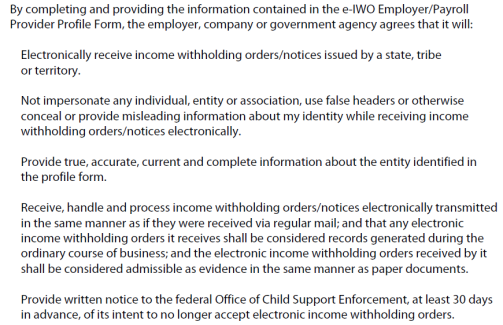 By completing and providing the information contained in the e-IWO Employer/Payroll
Provider Profile Form, the employer, company or government agency agrees that it will:
Electronically receive income withholding orders/notices issued by a state, tribe
or territory.
Not impersonate any individual, entity or association, use false headers or otherwise
conceal or provide misleading information about my identity while receiving income
withholding orders/notices electronically.
Provide true, accurate, current and complete information about the entity identified in
the profile form.
Receive, handle and process income withholding orders/notices electronically transmitted
in the same manner as if they were received via regular mail; and that any electronic
income withholding orders it receives shall be considered records generated during the
ordinary course of business; and the electronic income withholding orders received by it
shall be considered admissible as evidence in the same manner as paper documents.
Provide written notice to the federal Office of Child Support Enforcement, at least 30 days
in advance, of its intent to no longer accept electronic income withholding orders.